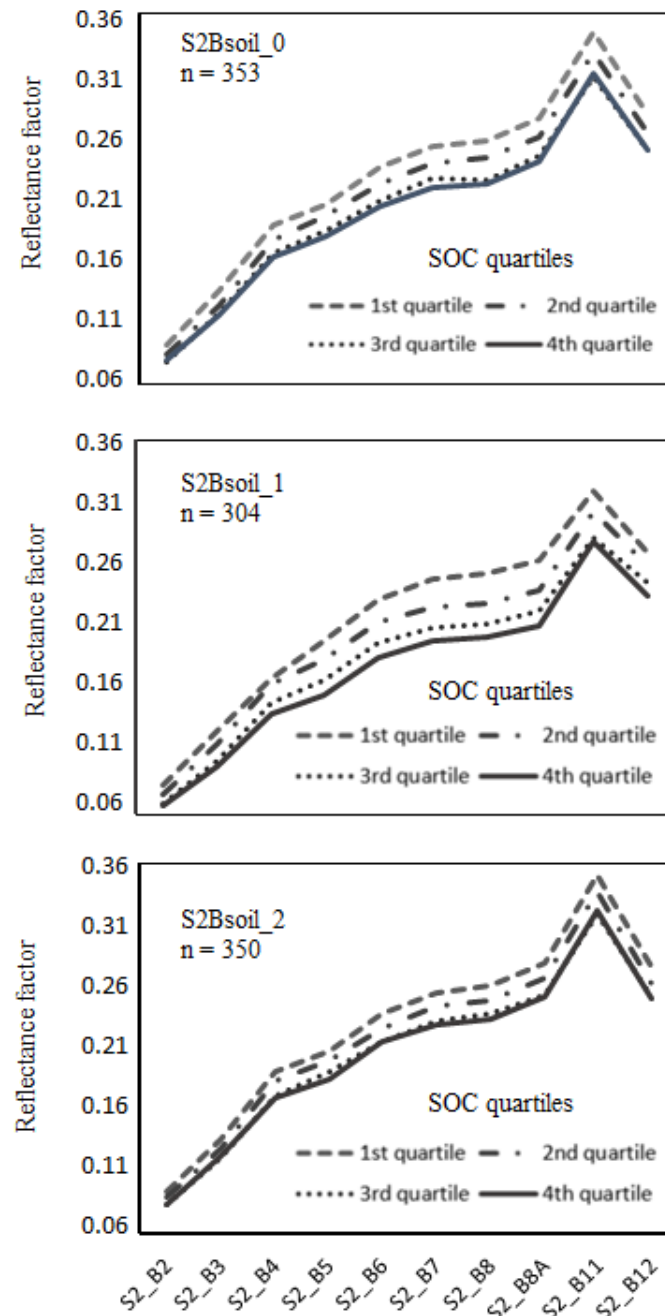 0.36
0.31
0.26
0.21
0.16
0.11
0.06
Reflectance factor
S2Bsoil_0
n = 353
SOC quartiles
1st quartile
2nd quartile
3rd quartile
4th quartile
0.36
0.31
0.26
0.21
0.16
0.11
0.06
Reflectance factor
S2Bsoil_1
n = 304
SOC quartiles
1st quartile
2nd quartile
3rd quartile
4th quartile
0.36
0.31
0.26
0.21
0.16
0.11
0.06
Reflectance factor
S2Bsoil_2
n = 350
SOC quartiles
1st quartile
2nd quartile
3rd quartile
4th quartile
S2_B2
S2_B3
S2_B4
S2_B5
S2_B6
S2_B7
S2_B8
S2_B8A
S2_B11
S2_B12